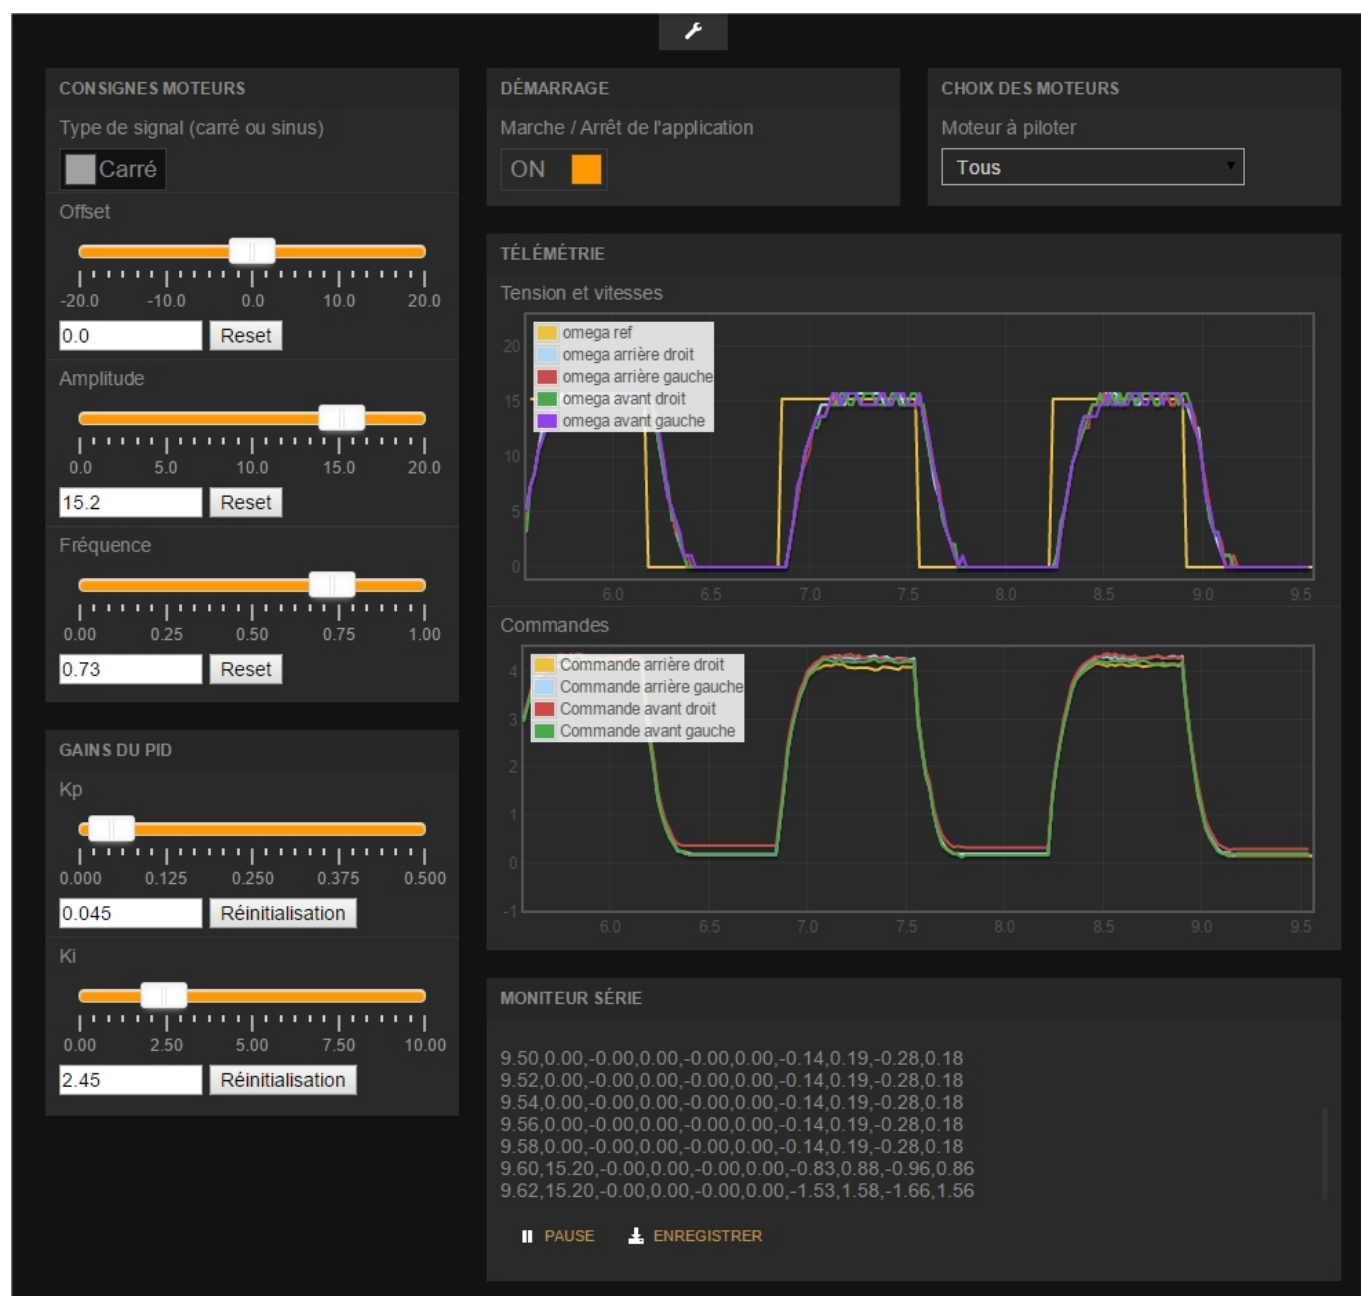 CONSIGNES MOTEURS
Type de signal (carré ou sinus)
Carré
Offset
-20.0 -10.0 0.0 10.0 20.0
0.0 Reset
Amplitude
0.0 5.0 10.0 15.0 20.0
15.2 Reset
Fréquence
0.00 0.25 0.50 0.75 1.00
0.73 Reset
GAINS DU PID
Kp
0.000 0.125 0.250 0.375 0.500
0.045 Réinitialisation
Ki
0.00 2.50 5.00 7.50 10.00
2.45 Réinitialisation
DÉMARRAGE
Marche / Arrêt de l'application
ON
CHOIX DES MOTEURS
Moteur à piloter
Tous
TÉLÉMÉTRIE
Tension et vitesses
omega ref
omega arrière droit
omega arrière gauche
omega avant droit
omega avant gauche
20
15
10
5
0
6.0 6.5 7.0 7.5 8.0 8.5 9.0 9.5
Commandes
Commande arrière droit
Commande arrière gauche
Commande avant droit
Commande avant gauche
4
3
2
1
0
-1
6.0 6.5 7.0 7.5 8.0 8.5 9.0 9.5
MONITEUR SÉRIE
9.50,0.00,-0.00,0.00,-0.00,0.00,-0.14,0.19,-0.28,0.18
9.52,0.00,-0.00,0.00,-0.00,0.00,-0.14,0.19,-0.28,0.18
9.54,0.00,-0.00,0.00,-0.00,0.00,-0.14,0.19,-0.28,0.18
9.56,0.00,-0.00,0.00,-0.00,0.00,-0.14,0.19,-0.28,0.18
9.58,0.00,-0.00,0.00,-0.00,0.00,-0.14,0.19,-0.28,0.18
9.60,15.20,-0.00,0.00,-0.00,0.00,-0.83,0.88,-0.96,0.86
9.62,15.20,-0.00,0.00,-0.00,0.00,-1.53,1.58,-1.66,1.56
PAUSE ENREGISTRER